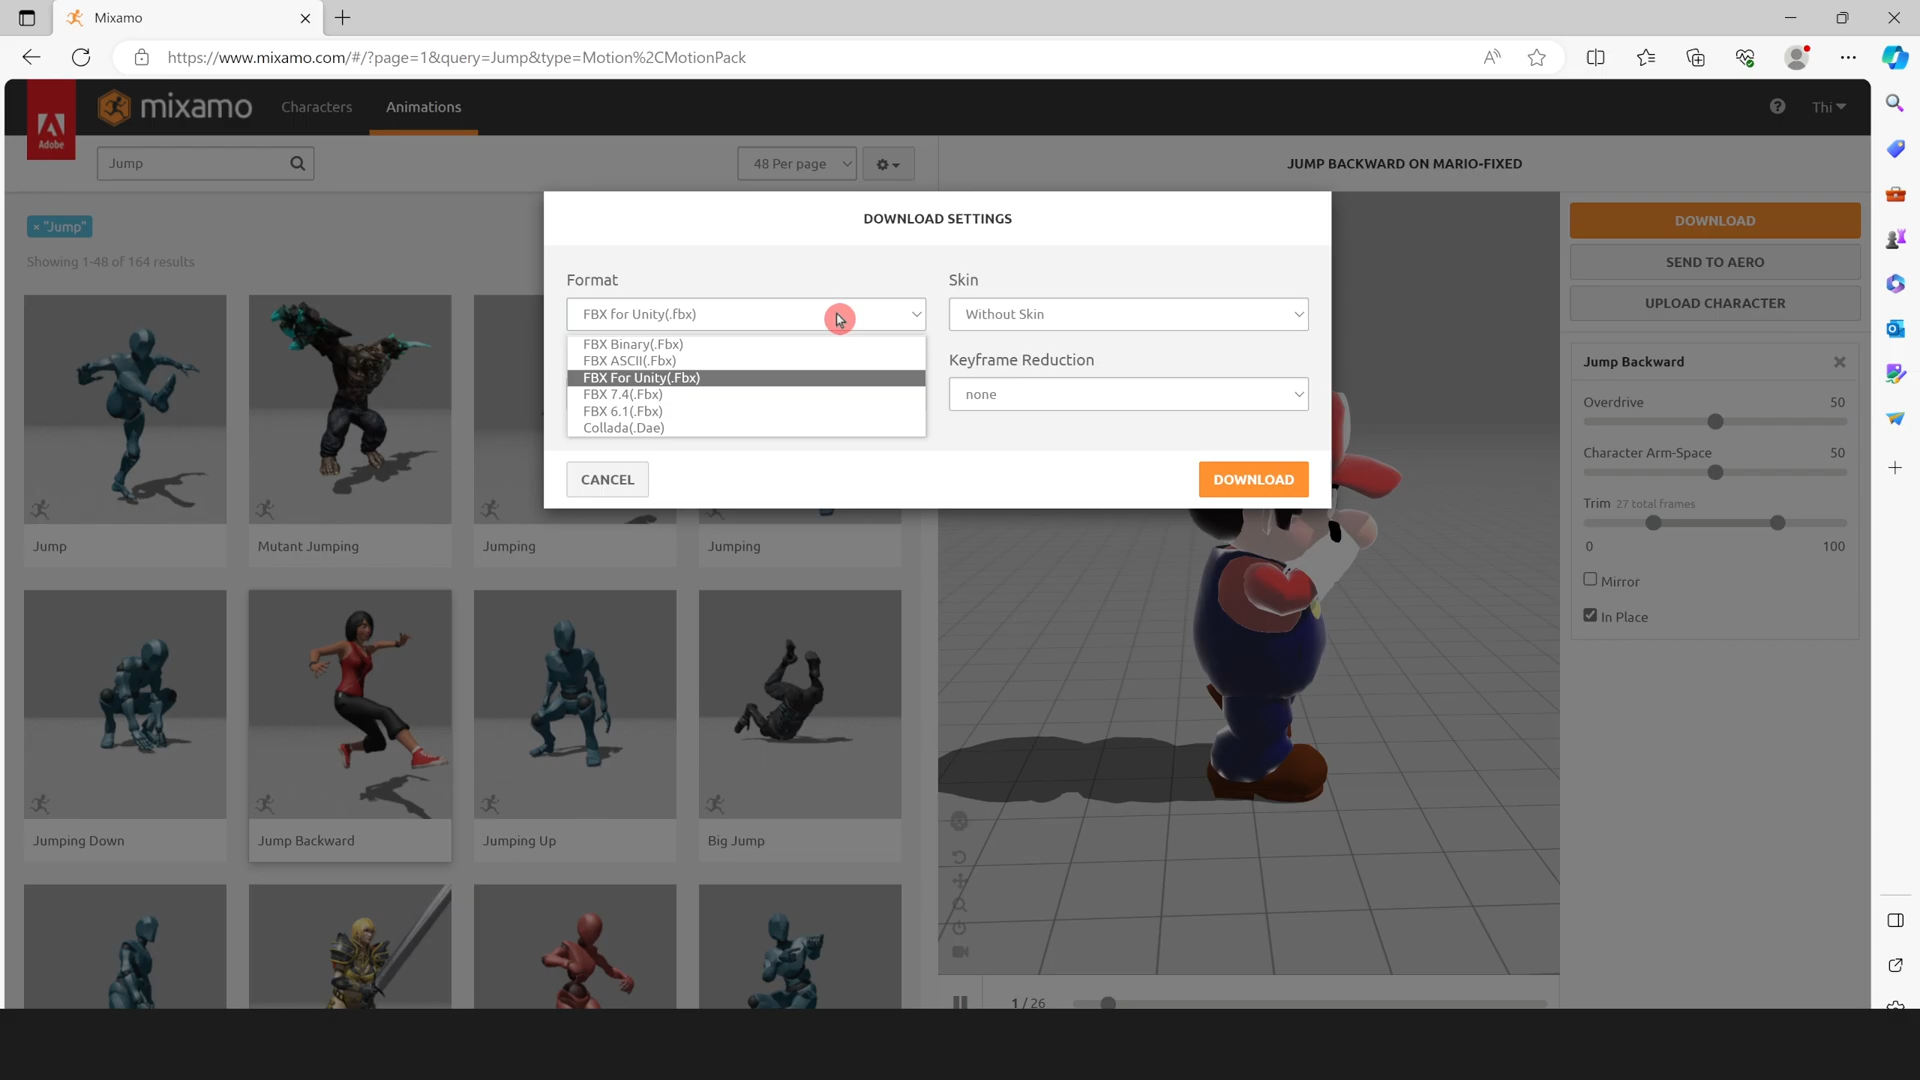 Mixamo
https://www.mixamo.com/#/?page=1&query=Jump&type=Motion%2CMotionPack
Adobe
mixamo
Characters
Animations
Thi
Jump
48 Per page
JUMP BACKWARD ON MARIO-FIXED
× "Jump"
Showing 1-48 of 164 results
DOWNLOAD SETTINGS
Format
FBX for Unity(.fbx)
FBX Binary(.Fbx)
FBX ASCII(.Fbx)
FBX For Unity(.Fbx)
FBX 7.4(.Fbx)
FBX 6.1(.Fbx)
Collada(.Dae)
Skin
Without Skin
Keyframe Reduction
none
CANCEL
DOWNLOAD
DOWNLOAD
SEND TO AERO
UPLOAD CHARACTER
Jump Backward
Overdrive 50
Character Arm-Space 50
Trim 27 total frames
0 100
Mirror
In Place
Jump
Mutant Jumping
Jumping
Jumping
Jumping Down
Jump Backward
Jumping Up
Big Jump
1 / 26